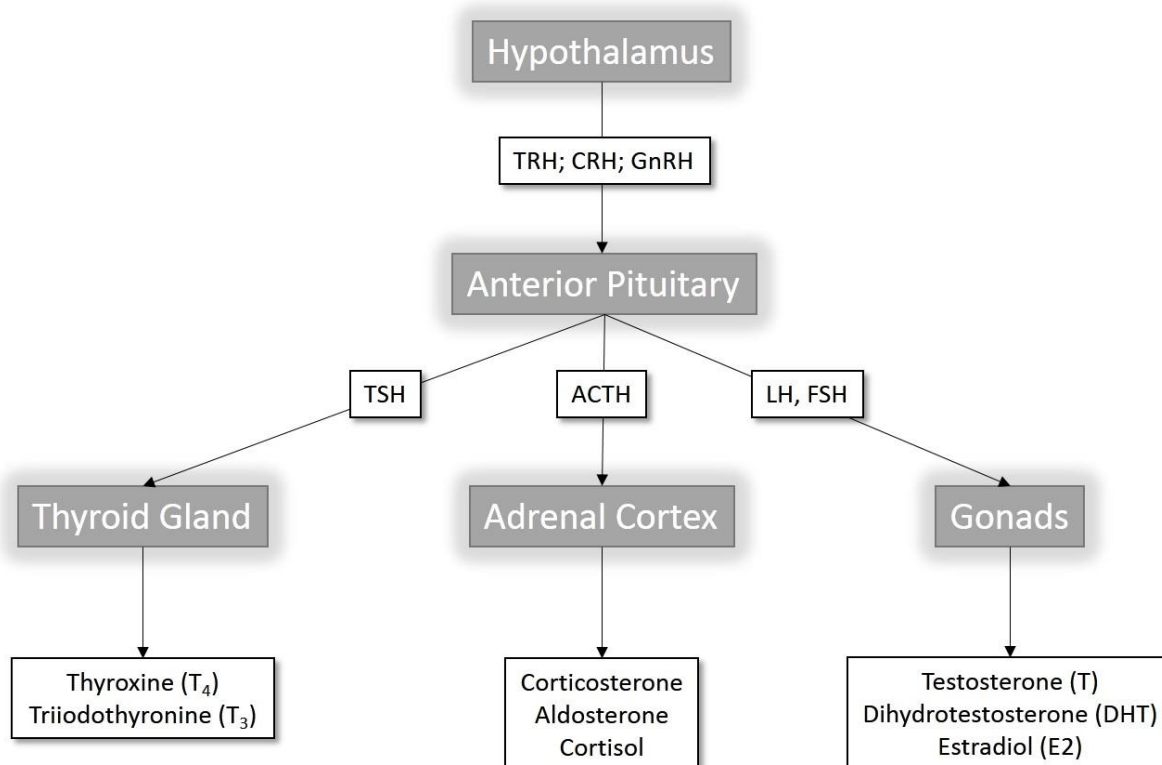 Hypothalamus
TRH; CRH; GnRH
Anterior Pituitary
TSH
ACTH
LH, FSH
Thyroid Gland
Adrenal Cortex
Gonads
Thyroxine (T₄)
Triiodothyronine (T₃)
Corticosterone
Aldosterone
Cortisol
Testosterone (T)
Dihydrotestosterone (DHT)
Estradiol (E2)